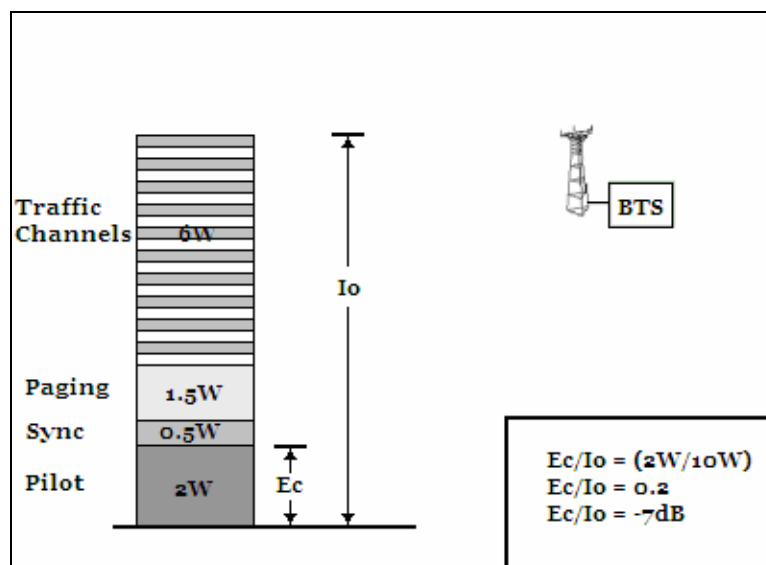 Traffic
Channels
6W
Io
BTS
Paging
1.5W
Sync
0.5W
Pilot
2W
Ec
Ec/Io = (2W/10W)
Ec/Io = 0.2
Ec/Io = -7dB